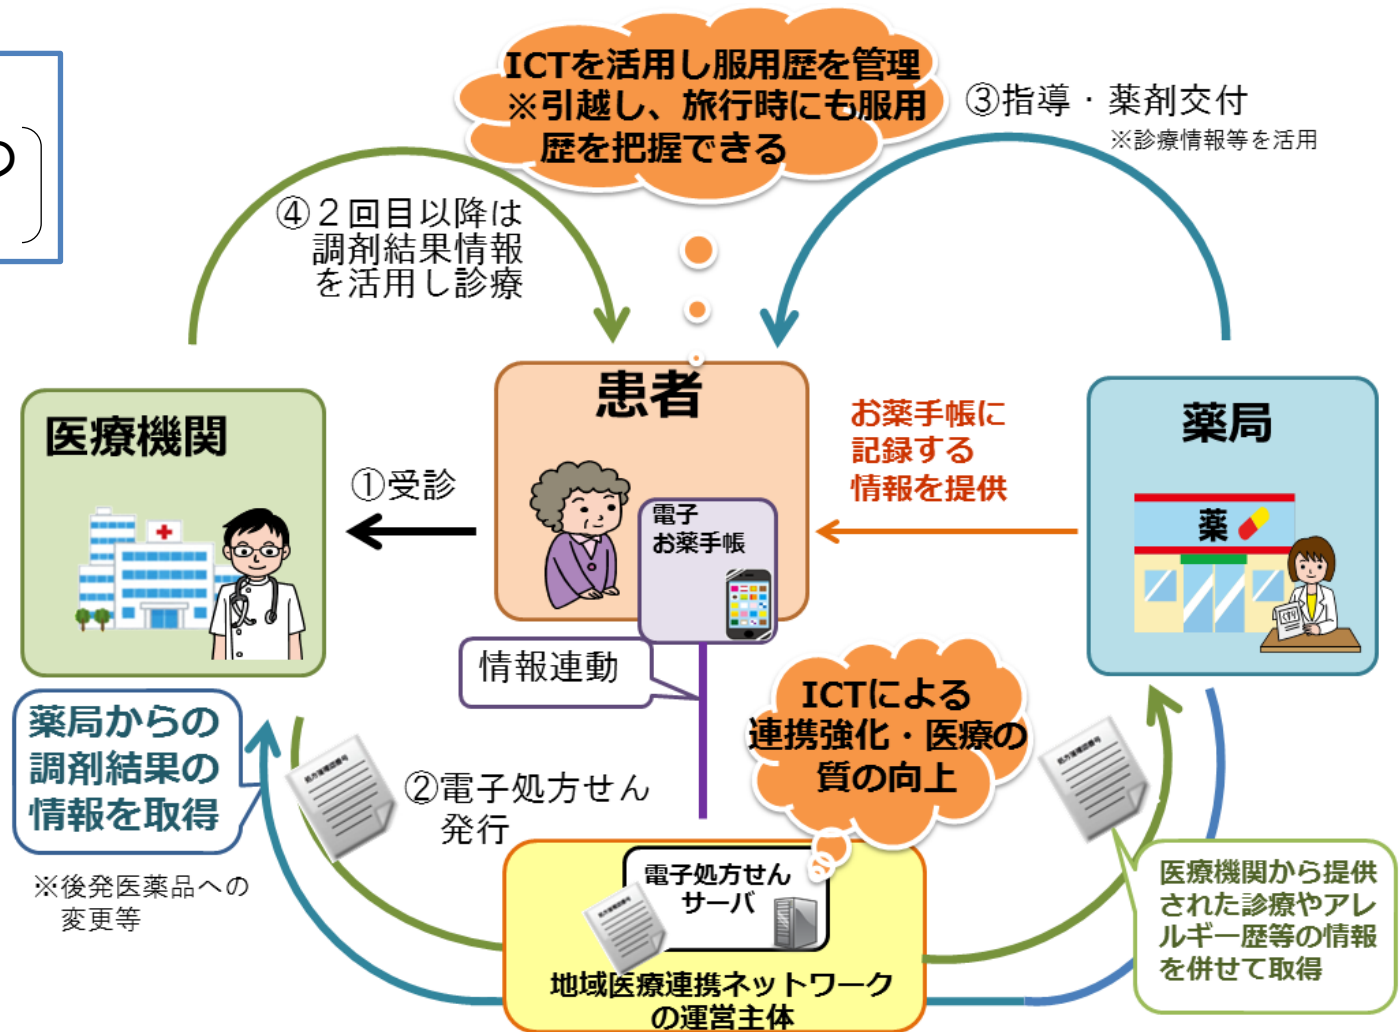 ICTを活用し服用歴を管理
※引越し、旅行時にも服用
歴を把握できる
③指導・薬剤交付
※診療情報等を活用
の
④２回目以降は
調剤結果情報
を活用し診療
医療機関
患者
薬局
①受診
電子
お薬手帳
お薬手帳に
記録する
情報を提供
薬
情報連動
ICTによる
連携強化・医療の
質の向上
薬局からの
調剤結果の
情報を取得
※後発医薬品への
変更等
②電子処方せん
発行
電子処方せん
サーバ
地域医療連携ネットワーク
の運営主体
医療機関から提供
された診療やアレ
ルギー歴等の情報
を併せて取得